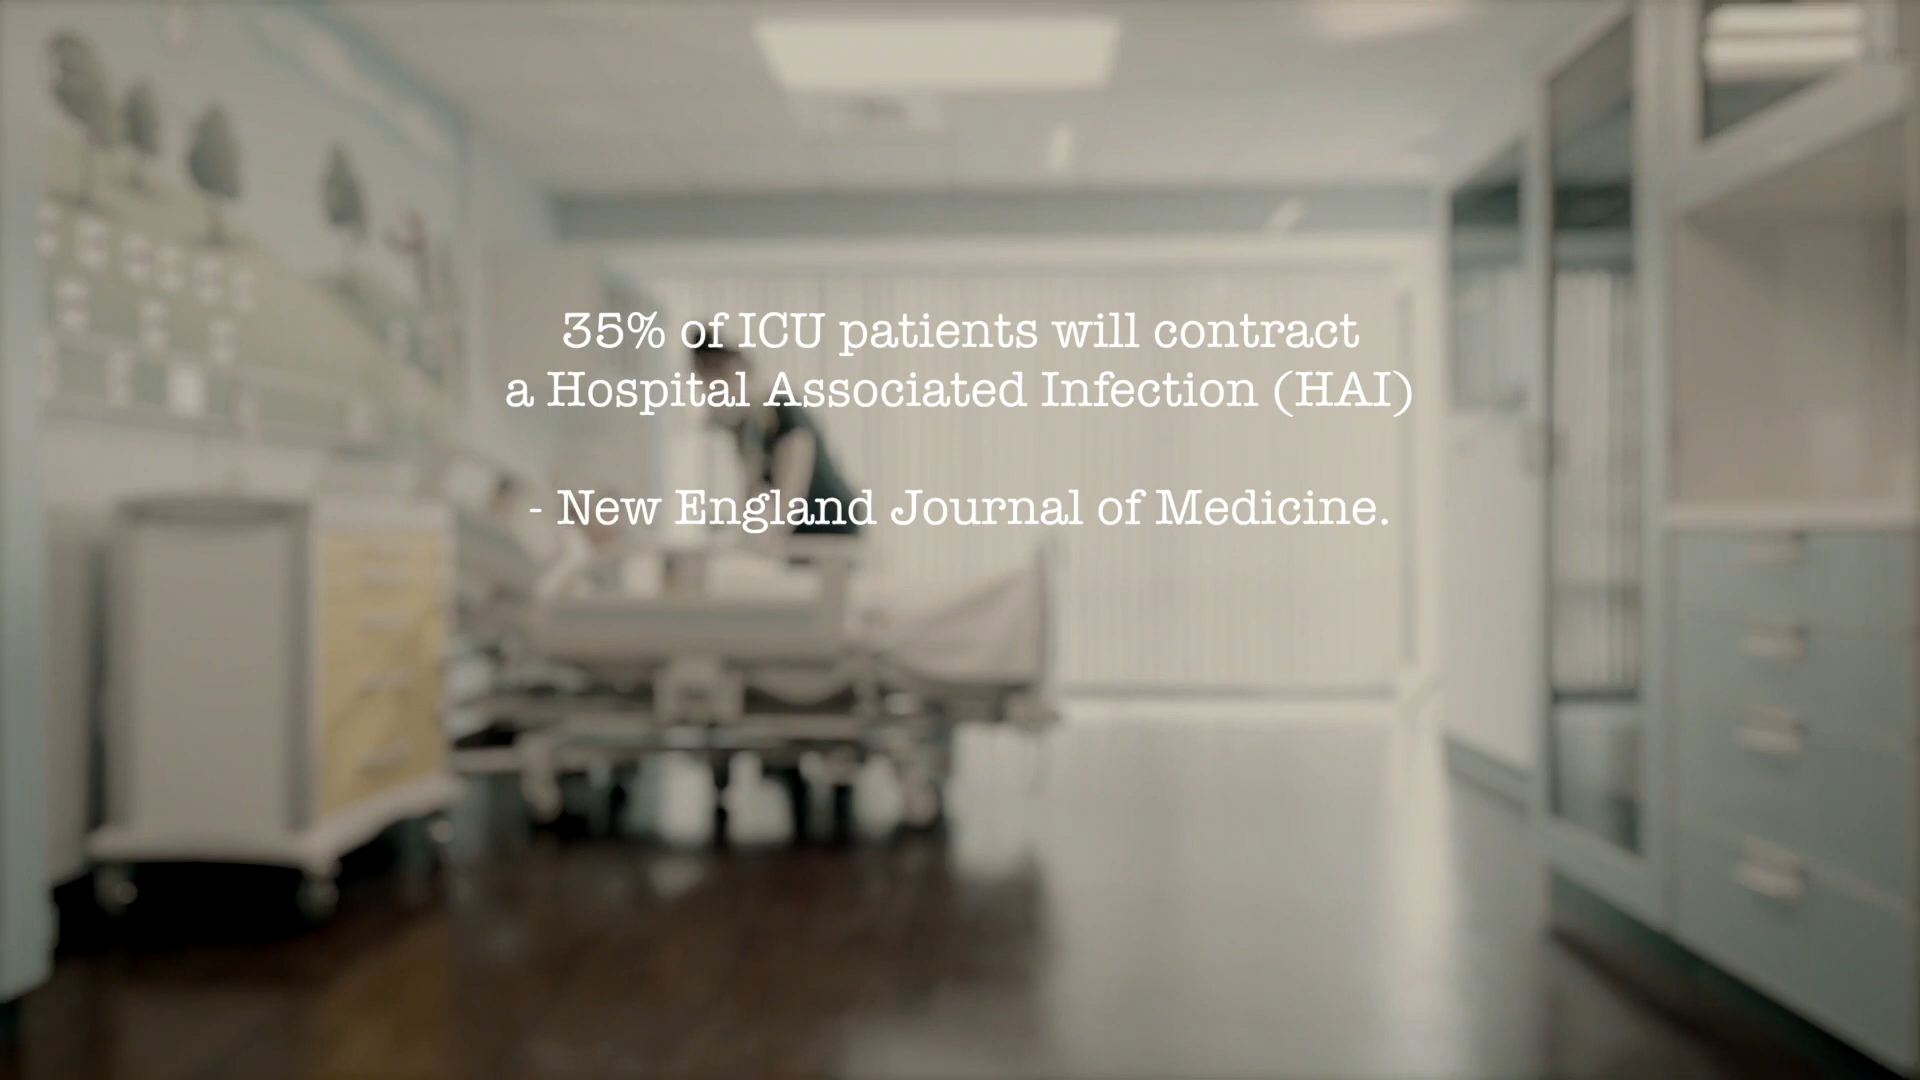 35% of ICU patients will contract
a Hospital Associated Infection (HAI)
- New England Journal of Medicine.